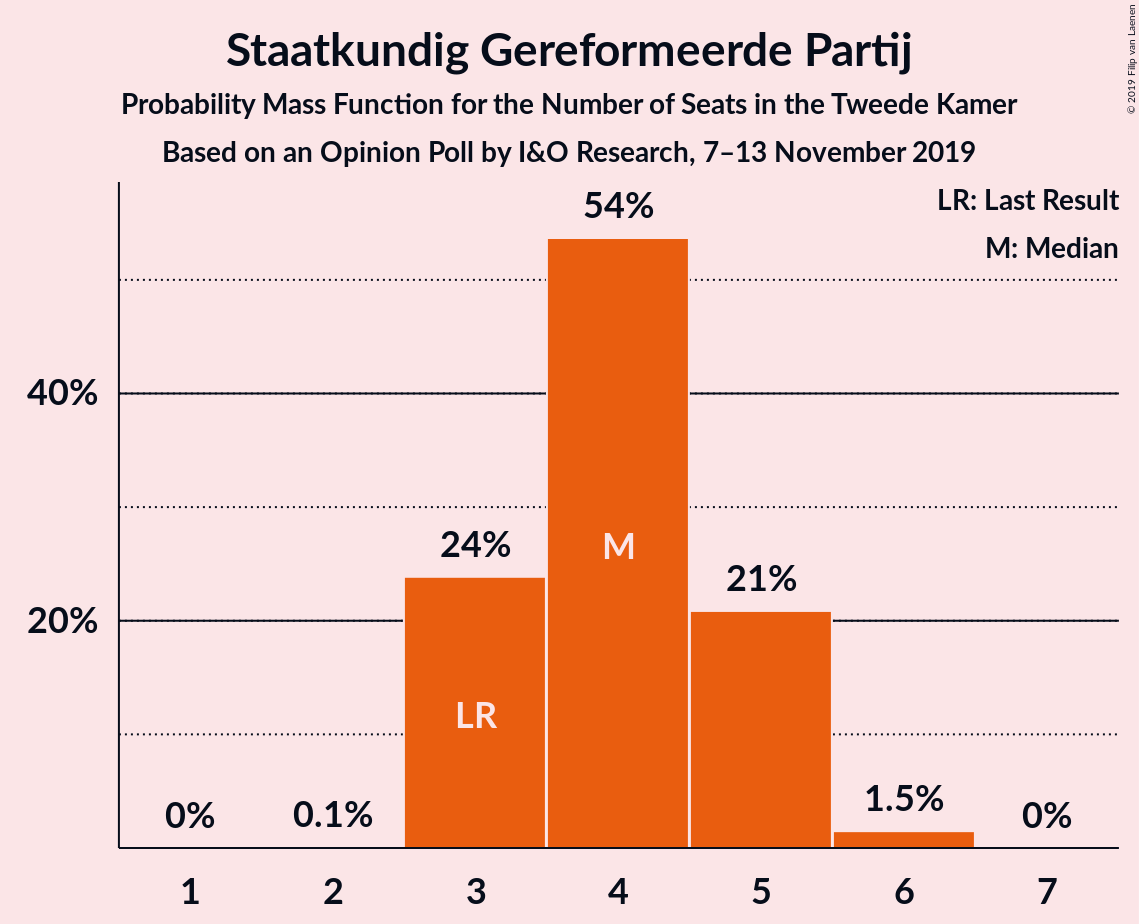 Staatkundig Gereformeerde Partij
Probability Mass Function for the Number of Seats in the Tweede Kamer
Based on an Opinion Poll by I&O Research, 7–13 November 2019
© 2019 Filip van Laenen
LR: Last Result
M: Median
54%
40%
24%
M
21%
20%
LR
0%
0.1%
1.5%
0%
1 2 3 4 5 6 7